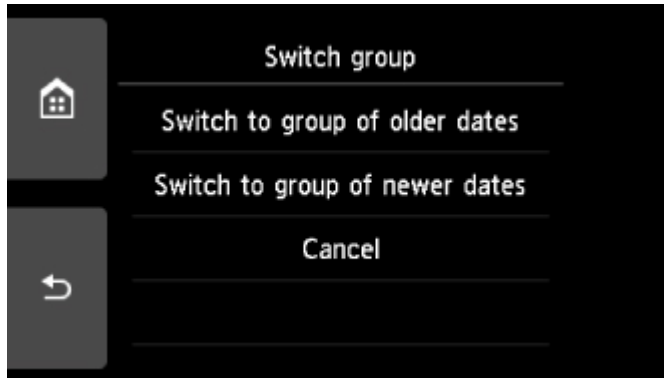 Switch group
Switch to group of older dates
Switch to group of newer dates
Cancel